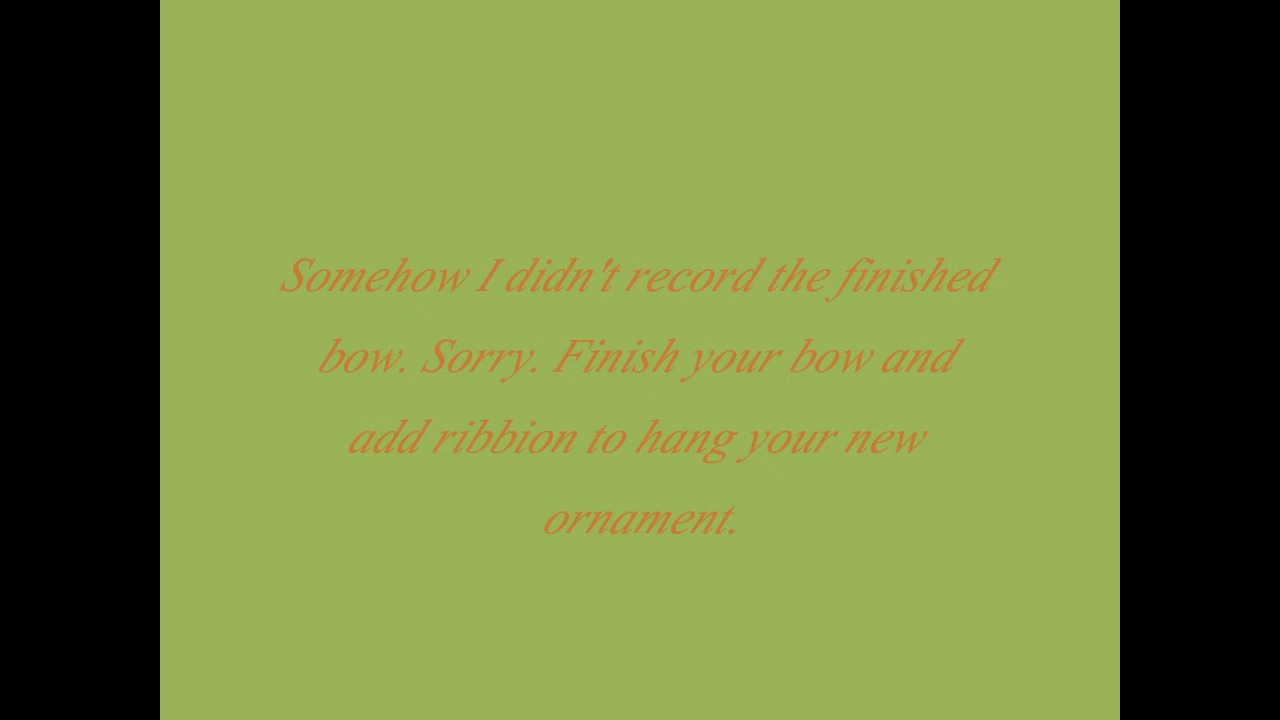 Somehow I didn't record the finished
bow. Sorry. Finish your bow and
add ribbion to hang your new
ornament.